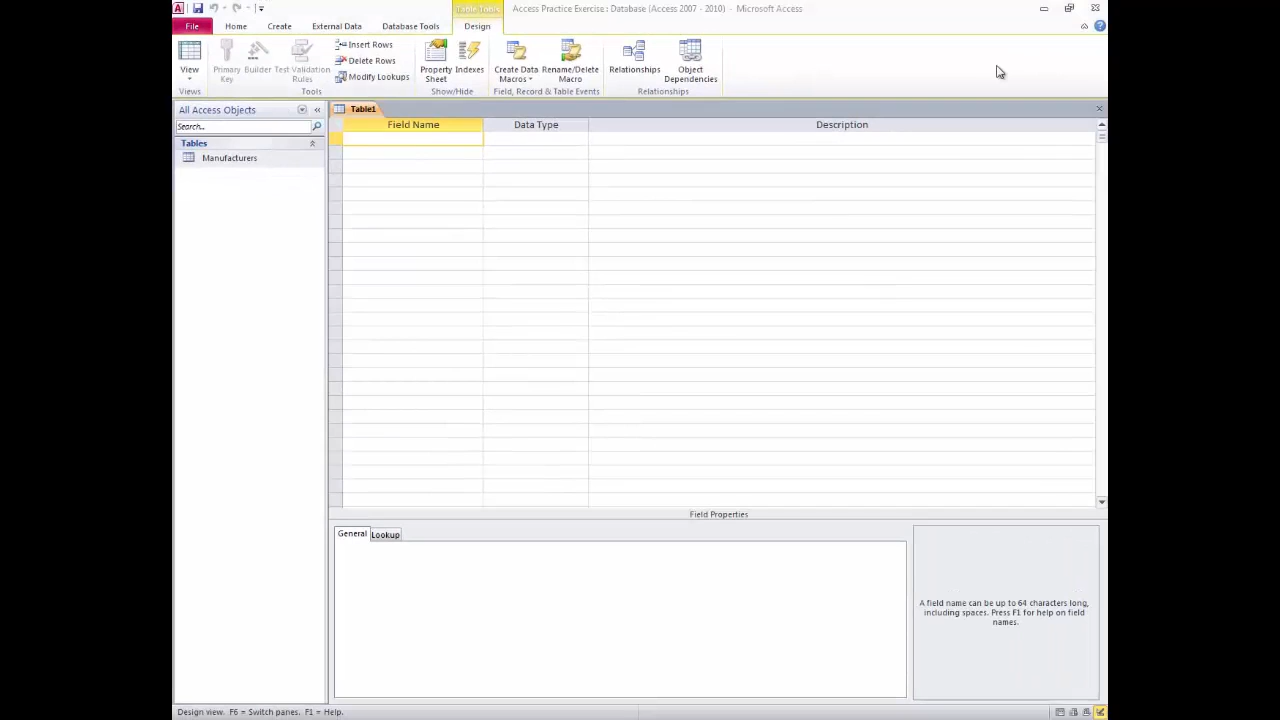 Table Tools
Access Practice Exercise : Database (Access 2007 - 2010) - Microsoft Access
File Home Create External Data Database Tools Design
View
Primary Key
Builder
Test Validation Rules
Insert Rows
Delete Rows
Modify Lookups
Property Sheet
Indexes
Create Data Macros
Rename/Delete Macro
Relationships
Object Dependencies
Views Tools Show/Hide Field, Record & Table Events Relationships
All Access Objects
Search...
Tables
Manufacturers
Table1
Field Name Data Type Description
Field Properties
General Lookup
A field name can be up to 64 characters long,
including spaces. Press F1 for help on field
names.
Design view. F6 = Switch panes. F1 = Help.